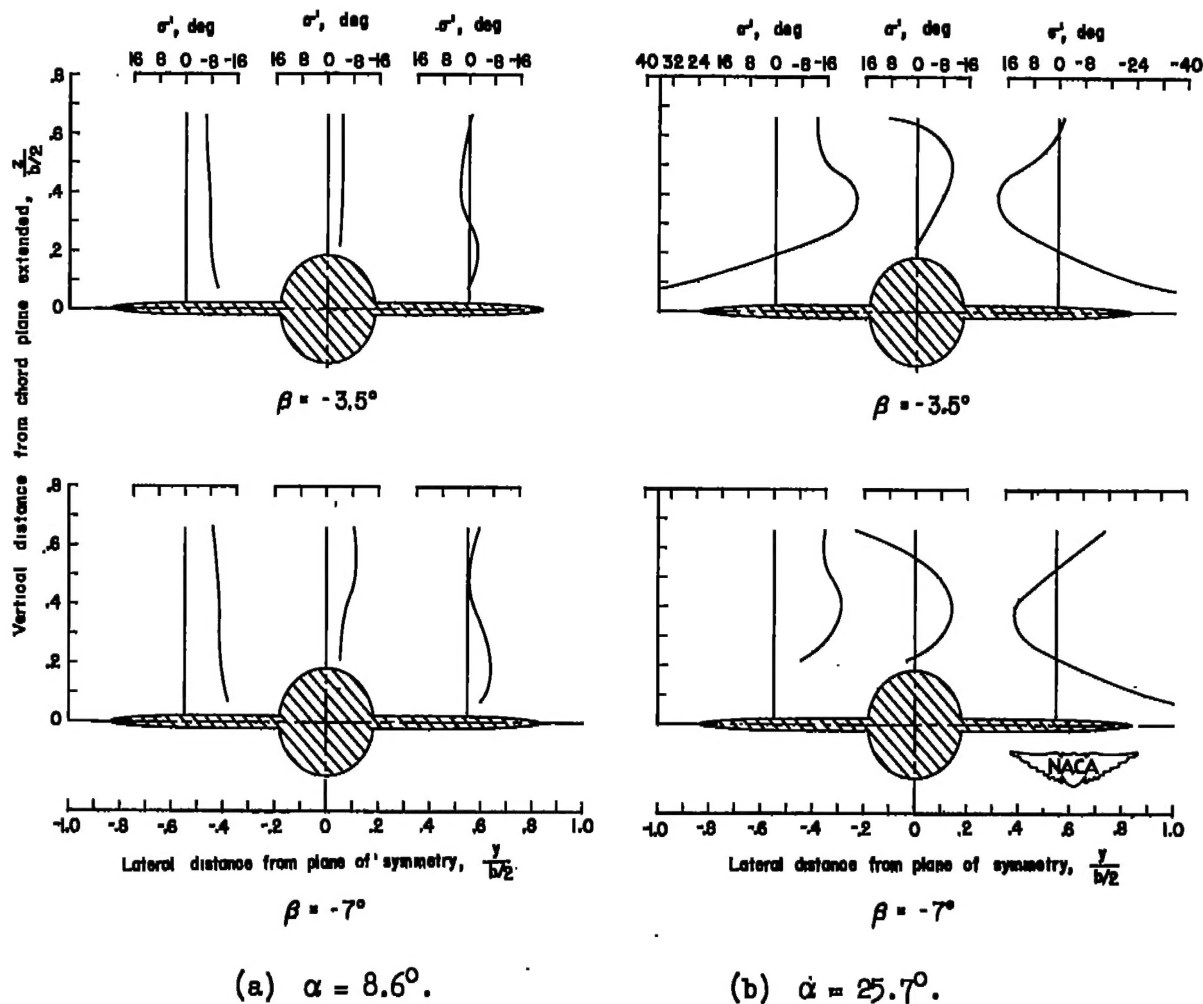 σ', deg σ', deg σ', deg
16 8 0 -8 -16 16 8 0 -8 -16 16 8 0 -8 -16
σ', deg σ', deg σ', deg
40 32 24 16 8 0 -8 -16 16 8 0 -8 -16 16 8 0 -8 -24 -40
Vertical distance from chord plane extended, z/b/2
.8
.6
.4
.2
0
β = -3.5°
β = -3.5°
.8
.6
.4
.2
0
NACA
-1.0 -.8 -.6 -.4 -.2 0 .2 .4 .6 .8 1.0
-1.0 -.8 -.6 -.4 -.2 0 .2 .4 .6 .8 1.0
Lateral distance from plane of symmetry, y/b/2
Lateral distance from plane of symmetry, y/b/2
β = -7°
β = -7°
(a) α = 8.6°.
(b) α = 25.7°.